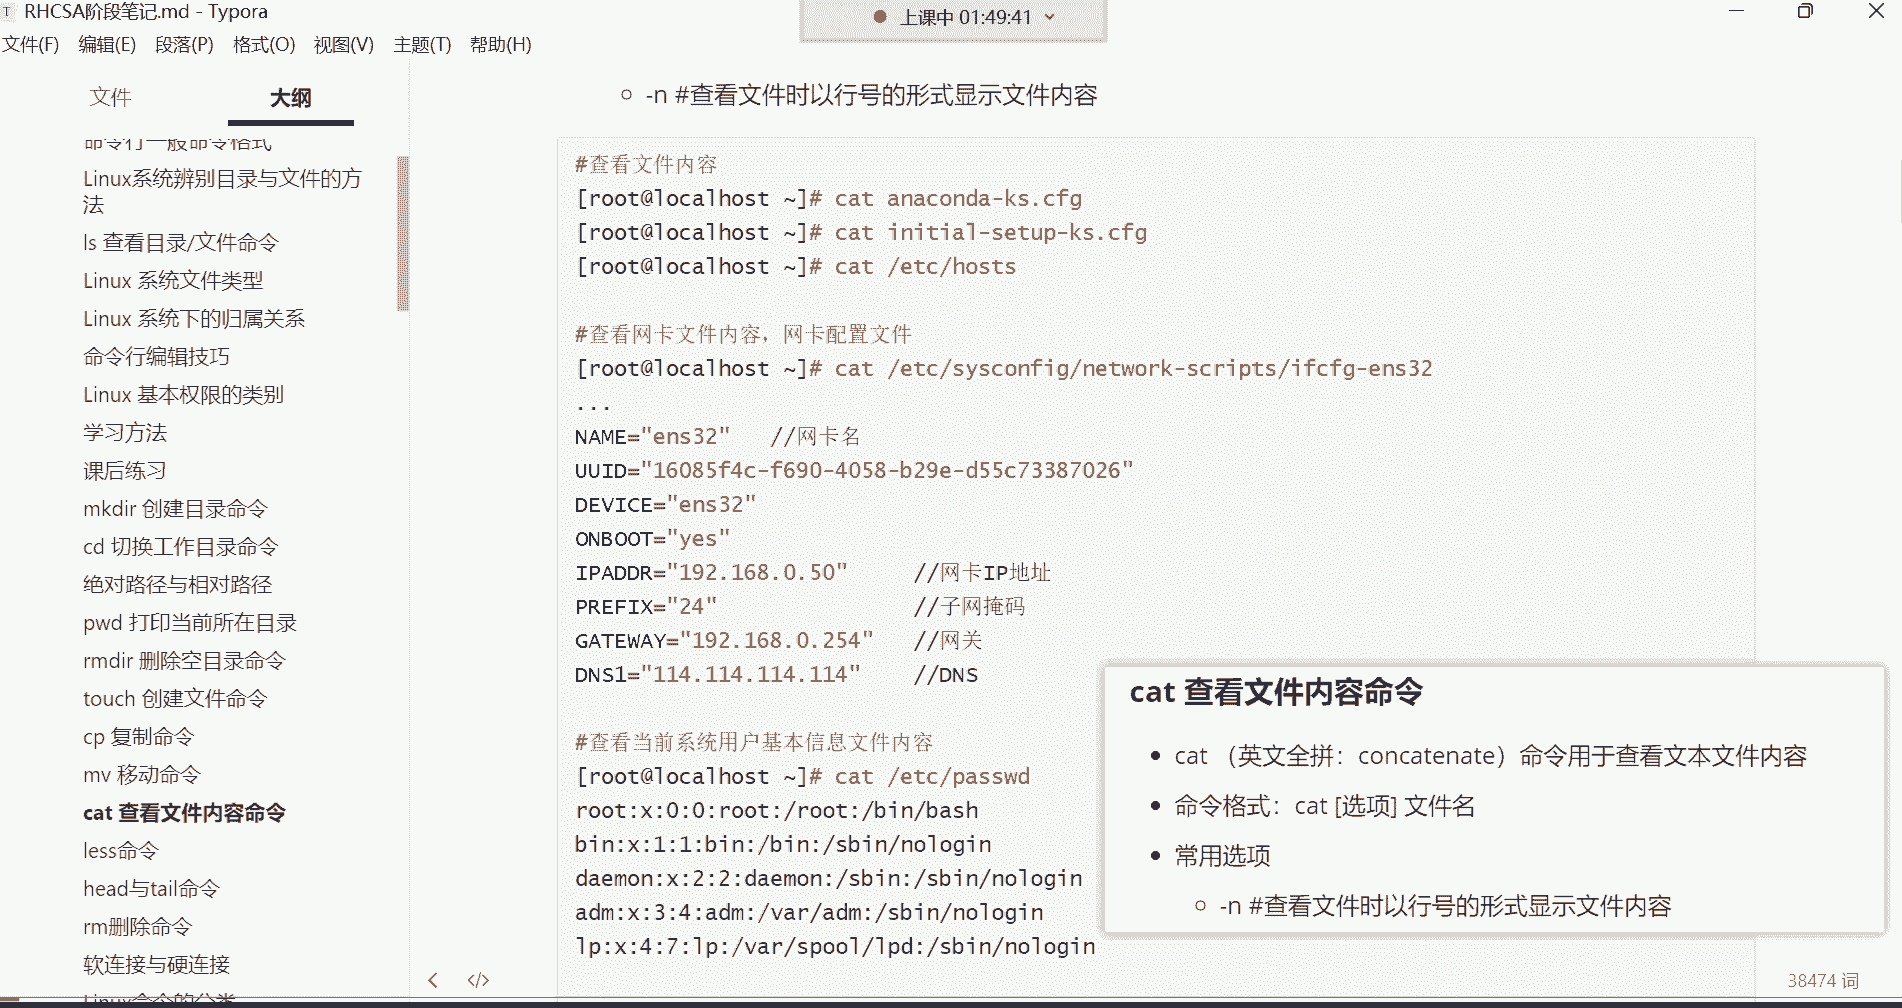 RHCSA阶段笔记.md - Typora
上课中 01:49:41
文件(F) 编辑(E) 段落(P) 格式(O) 视图(V) 主题(T) 帮助(H)
文件 大纲
命令行一般命令格式
Linux系统辨别目录与文件的方
法
ls 查看目录/文件命令
Linux 系统文件类型
Linux 系统下的归属关系
命令行编辑技巧
Linux 基本权限的类别
学习方法
课后练习
mkdir 创建目录命令
cd 切换工作目录命令
绝对路径与相对路径
pwd 打印当前所在目录
rmdir 删除空目录命令
touch 创建文件命令
cp 复制命令
mv 移动命令
cat 查看文件内容命令
less命令
head与tail命令
rm删除命令
软连接与硬连接
Linux命令的分类
-n #查看文件时以行号的形式显示文件内容
#查看文件内容
[root@localhost ~]# cat anaconda-ks.cfg
[root@localhost ~]# cat initial-setup-ks.cfg
[root@localhost ~]# cat /etc/hosts
#查看网卡文件内容，网卡配置文件
[root@localhost ~]# cat /etc/sysconfig/network-scripts/ifcfg-ens32
...
NAME="ens32" //网卡名
UUID="16085f4c-f690-4058-b29e-d55c73387026"
DEVICE="ens32"
ONBOOT="yes"
IPADDR="192.168.0.50" //网卡IP地址
PREFIX="24" //子网掩码
GATEWAY="192.168.0.254" //网关
DNS1="114.114.114.114" //DNS
#查看当前系统用户基本信息文件内容
[root@localhost ~]# cat /etc/passwd
root:x:0:0:root:/root:/bin/bash
bin:x:1:1:bin:/bin:/sbin/nologin
daemon:x:2:2:daemon:/sbin:/sbin/nologin
adm:x:3:4:adm:/var/adm:/sbin/nologin
lp:x:4:7:lp:/var/spool/lpd:/sbin/nologin
cat 查看文件内容命令
cat （英文全拼：concatenate）命令用于查看文本文件内容
命令格式：cat [选项] 文件名
常用选项
-n #查看文件时以行号的形式显示文件内容
38474 词